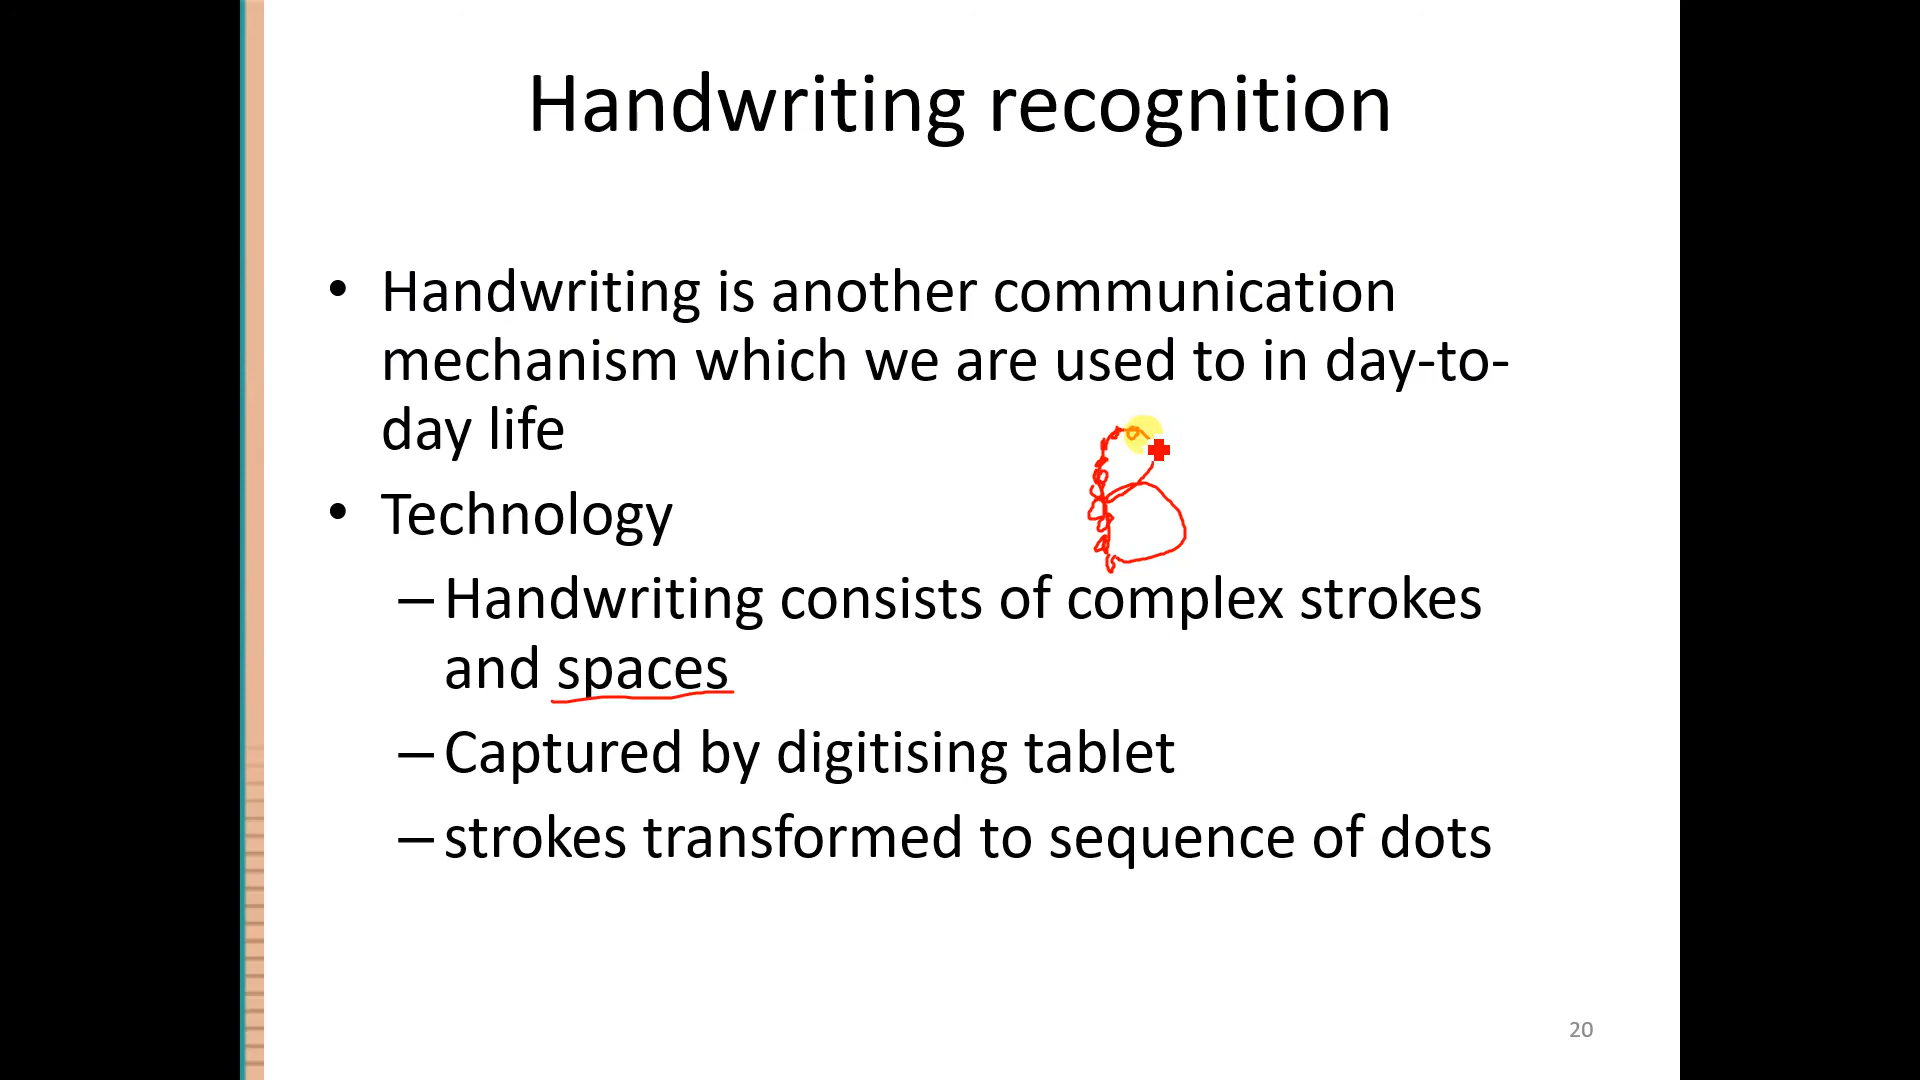 Handwriting recognition
• Handwriting is another communication
mechanism which we are used to in day-to-
day life
B
• Technology
– Handwriting consists of complex strokes
and spaces
– Captured by digitising tablet
– strokes transformed to sequence of dots
20